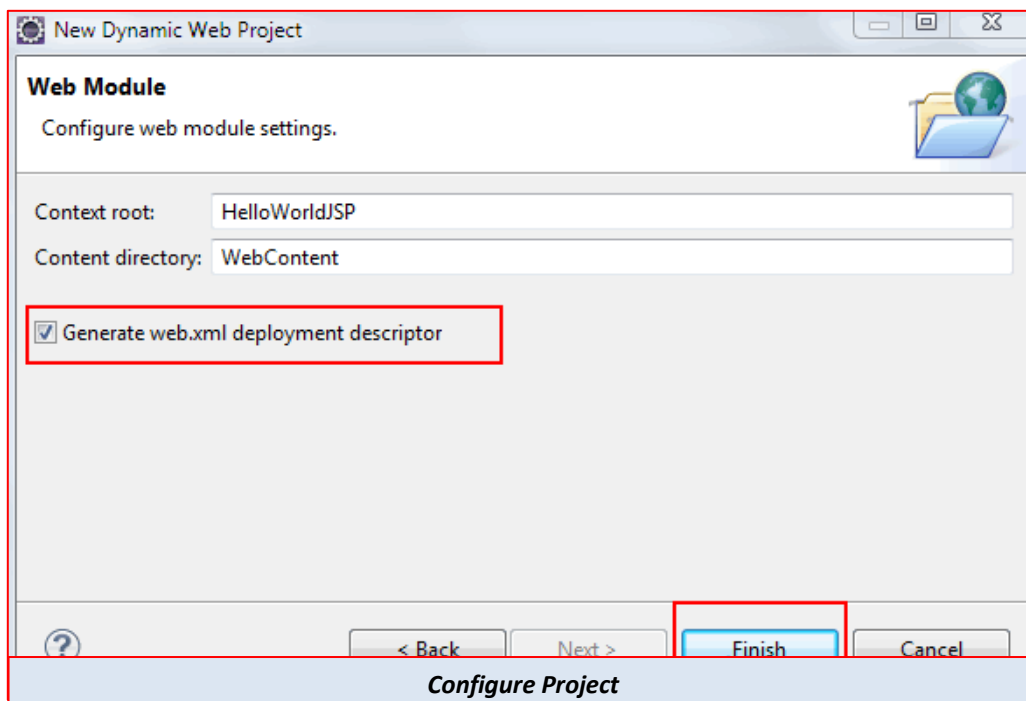 New Dynamic Web Project
Web Module
Configure web module settings.
Context root: HelloWorldJSP
Content directory: WebContent
Generate web.xml deployment descriptor
< Back Next > Finish Cancel
Configure Project